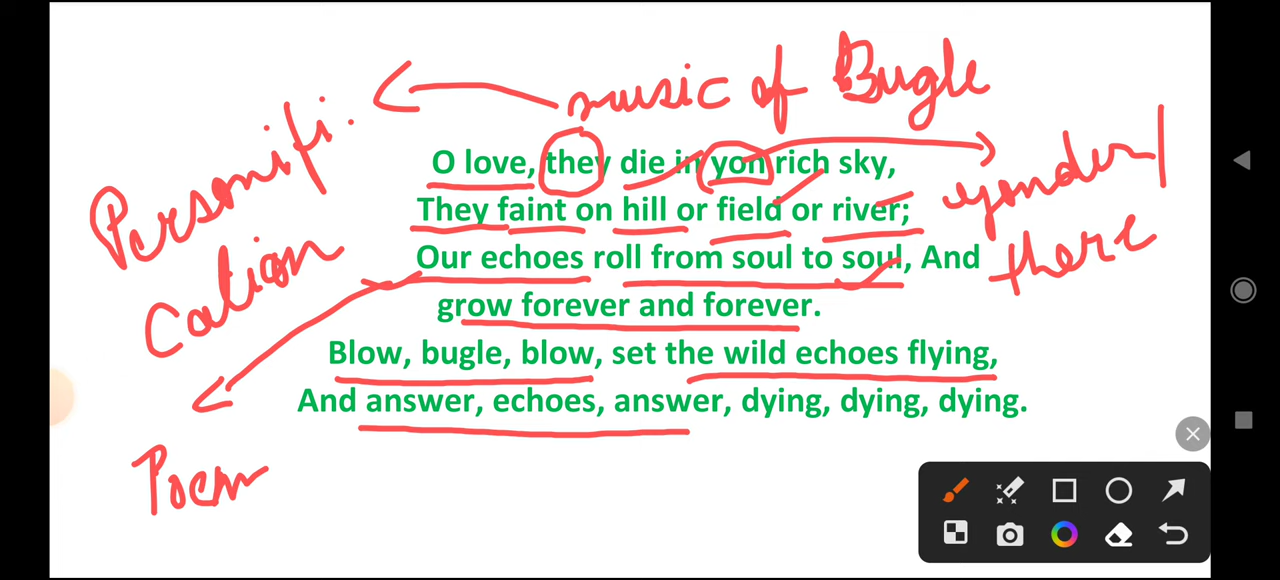 music of Bugle
Personifi.
cation
O love, they die in yon rich sky,
yonder/
there
They faint on hill or field or river;
Our echoes roll from soul to soul, And
grow forever and forever.
Blow, bugle, blow, set the wild echoes flying,
And answer, echoes, answer, dying, dying, dying.
Poem